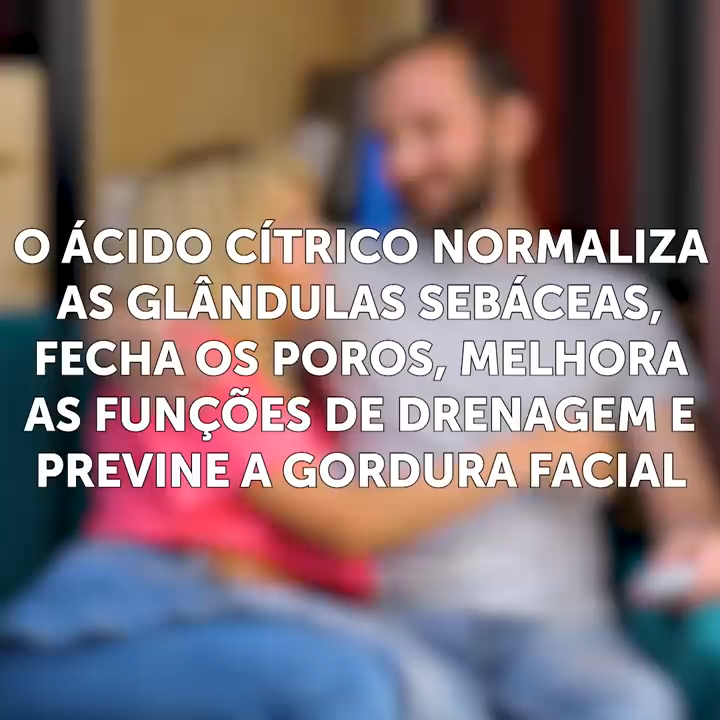 O ÁCIDO CÍTRICO NORMALIZA
AS GLÂNDULAS SEBÁCEAS,
FECHA OS POROS, MELHORA
AS FUNÇÕES DE DRENAGEM E
PREVINE A GORDURA FACIAL